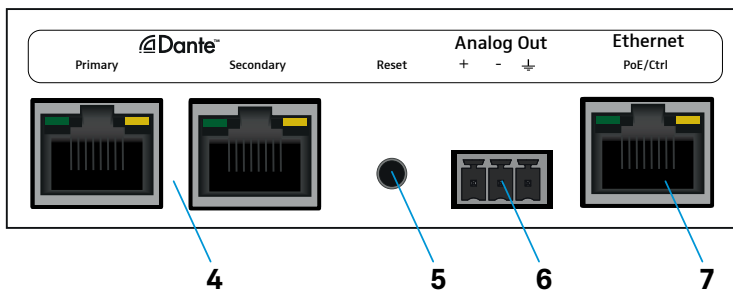 Dante™ Analog Out Ethernet
Primary Secondary Reset + - ⏚ PoE/Ctrl
4 5 6 7